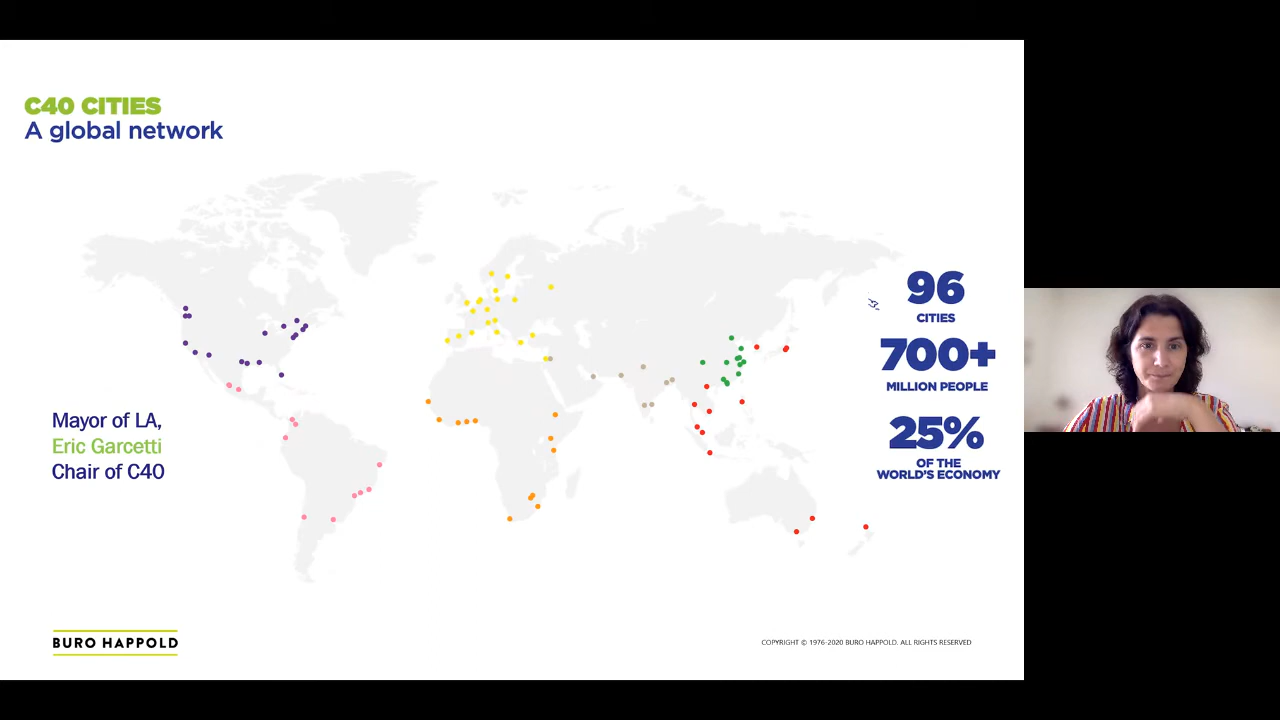 C40 CITIES
A global network
96
CITIES
700+
MILLION PEOPLE
25%
OF THE
WORLD'S ECONOMY
Mayor of LA,
Eric Garcetti
Chair of C40
BURO HAPPOLD
COPYRIGHT © 1976-2020 BURO HAPPOLD. ALL RIGHTS RESERVED